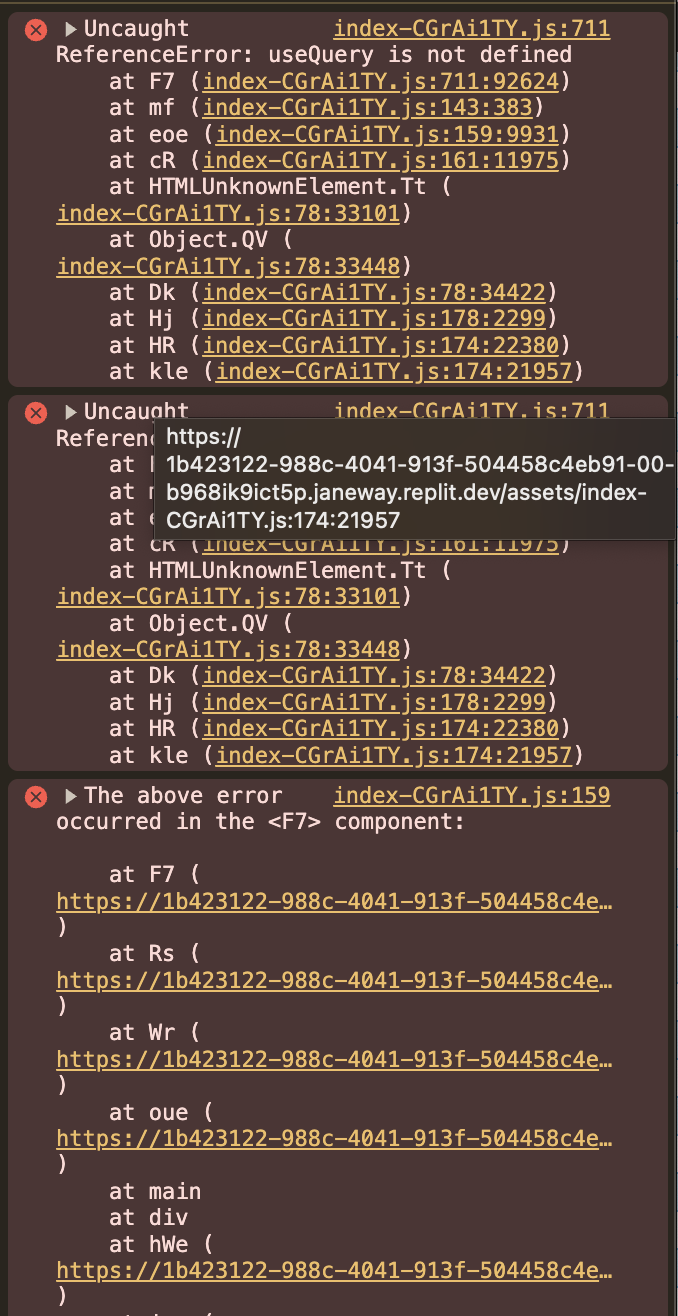 Uncaught index-CGrAi1TY.js:711
ReferenceError: useQuery is not defined
at F7 (index-CGrAi1TY.js:711:92624)
at mf (index-CGrAi1TY.js:143:383)
at eoe (index-CGrAi1TY.js:159:9931)
at cR (index-CGrAi1TY.js:161:11975)
at HTMLUnknownElement.Tt (
index-CGrAi1TY.js:78:33101)
at Object.QV (
index-CGrAi1TY.js:78:33448)
at Dk (index-CGrAi1TY.js:78:34422)
at Hj (index-CGrAi1TY.js:178:2299)
at HR (index-CGrAi1TY.js:174:22380)
at kle (index-CGrAi1TY.js:174:21957)
Uncaught index-CGrAi1TY.js:711
Referenc
https://
1b423122-988c-4041-913f-504458c4eb91-00-
b968ik9ict5p.janeway.replit.dev/assets/index-
CGrAi1TY.js:174:21957
at
at
at
at cR (index-CGrAi1TY.js:161:11975)
at HTMLUnknownElement.Tt (
index-CGrAi1TY.js:78:33101)
at Object.QV (
index-CGrAi1TY.js:78:33448)
at Dk (index-CGrAi1TY.js:78:34422)
at Hj (index-CGrAi1TY.js:178:2299)
at HR (index-CGrAi1TY.js:174:22380)
at kle (index-CGrAi1TY.js:174:21957)
The above error index-CGrAi1TY.js:159
occurred in the <F7> component:
at F7 (
https://1b423122-988c-4041-913f-504458c4e…
)
at Rs (
https://1b423122-988c-4041-913f-504458c4e…
)
at Wr (
https://1b423122-988c-4041-913f-504458c4e…
)
at oue (
https://1b423122-988c-4041-913f-504458c4e…
)
at main
at div
at hWe (
https://1b423122-988c-4041-913f-504458c4e…
)